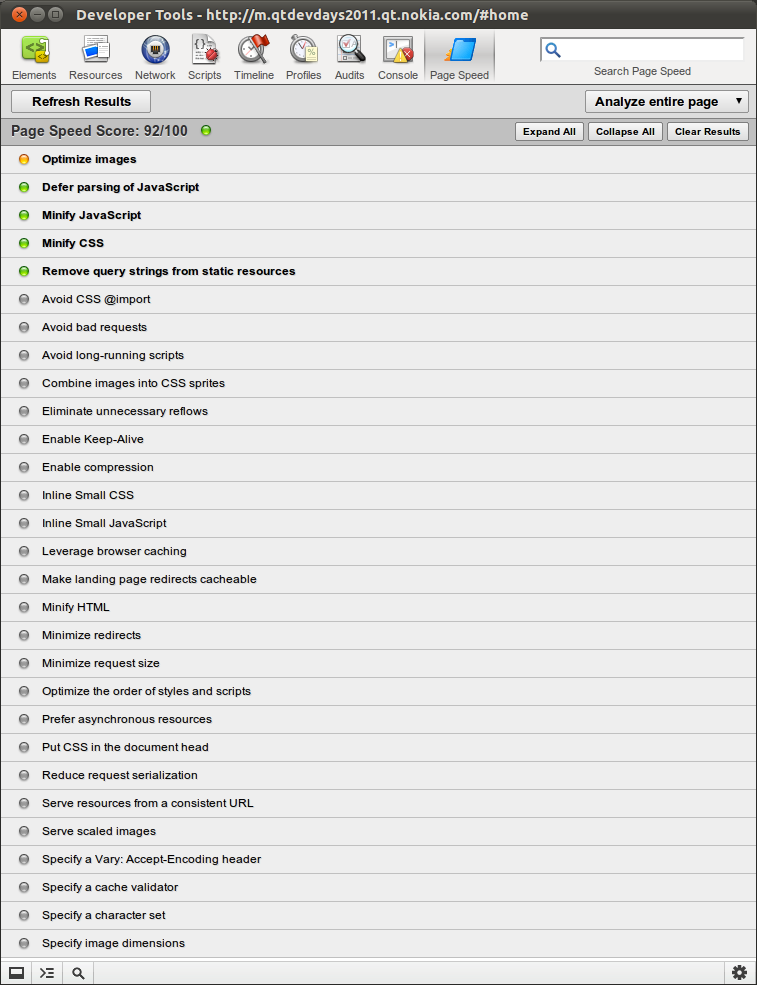 Developer Tools - http://m.qtdevdays2011.qt.nokia.com/#home
Elements Resources Network Scripts Timeline Profiles Audits Console Page Speed Search Page Speed
Refresh Results Analyze entire page
Page Speed Score: 92/100 Expand All Collapse All Clear Results
Optimize images
Defer parsing of JavaScript
Minify JavaScript
Minify CSS
Remove query strings from static resources
Avoid CSS @import
Avoid bad requests
Avoid long-running scripts
Combine images into CSS sprites
Eliminate unnecessary reflows
Enable Keep-Alive
Enable compression
Inline Small CSS
Inline Small JavaScript
Leverage browser caching
Make landing page redirects cacheable
Minify HTML
Minimize redirects
Minimize request size
Optimize the order of styles and scripts
Prefer asynchronous resources
Put CSS in the document head
Reduce request serialization
Serve resources from a consistent URL
Serve scaled images
Specify a Vary: Accept-Encoding header
Specify a cache validator
Specify a character set
Specify image dimensions